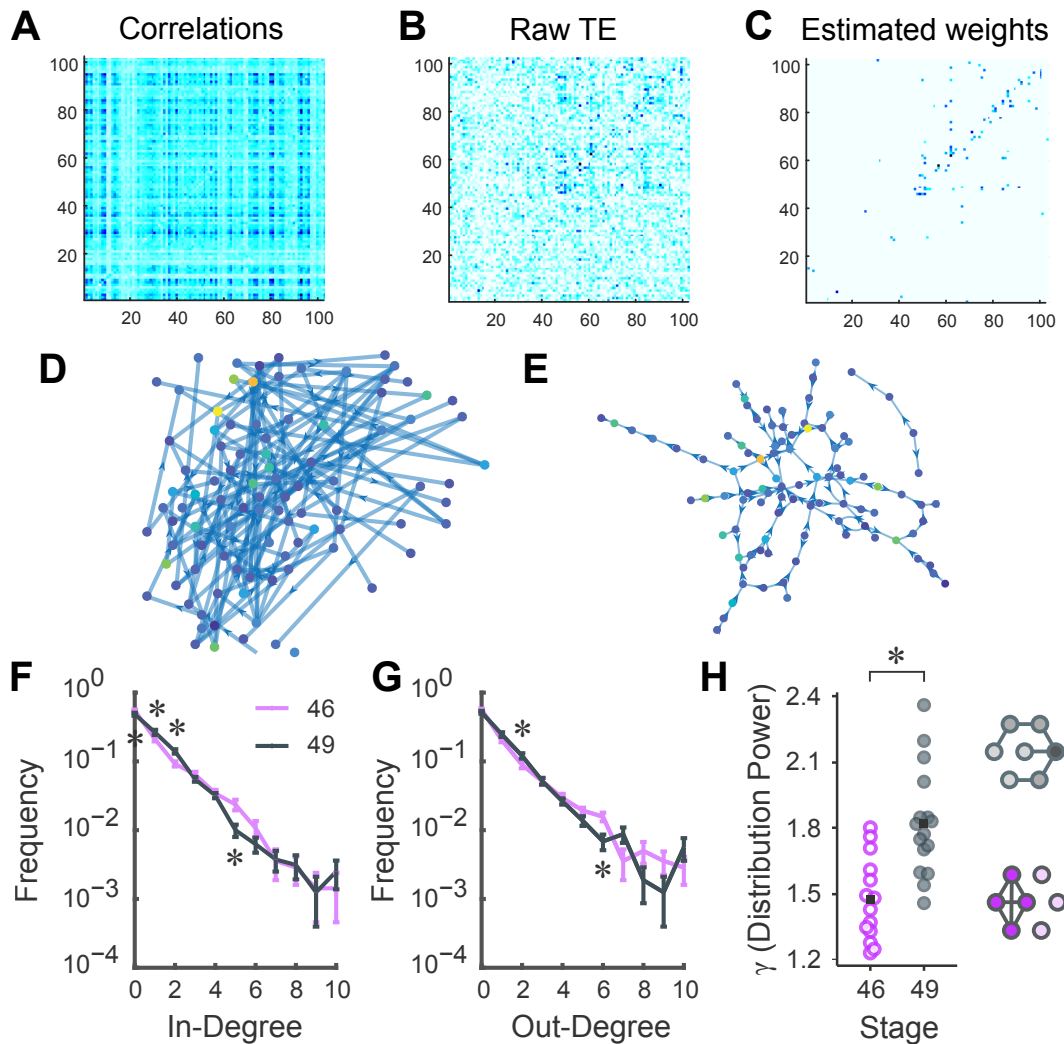 A Correlations
B Raw TE
C Estimated weights
100
80
60
40
20
20 40 60 80 100
100
80
60
40
20
20 40 60 80 100
100
80
60
40
20
20 40 60 80 100
D
E
F
Frequency
10^0
10^-1
10^-2
10^-3
10^-4
0 2 4 6 8 10
In-Degree
46
49
*
*
*
*
G
Frequency
10^0
10^-1
10^-2
10^-3
10^-4
0 2 4 6 8 10
Out-Degree
*
*
H
γ (Distribution Power)
2.4
2.1
1.8
1.5
1.2
46 49
Stage
*